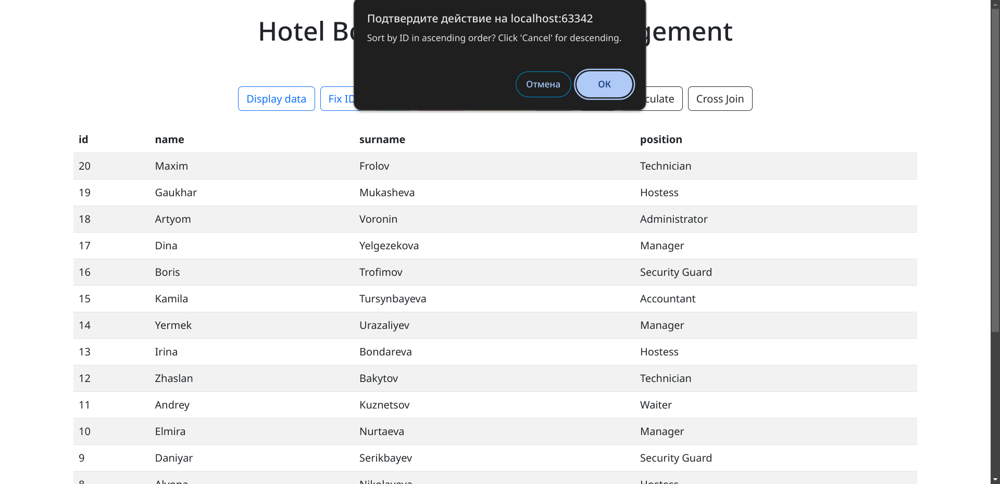 Hotel Bo gement
Подтвердите действие на localhost:63342
Sort by ID in ascending order? Click 'Cancel' for descending.
Отмена OK
Display data Fix ID culate Cross Join
id name surname position
20 Maxim Frolov Technician
19 Gaukhar Mukasheva Hostess
18 Artyom Voronin Administrator
17 Dina Yelgezekova Manager
16 Boris Trofimov Security Guard
15 Kamila Tursynbayeva Accountant
14 Yermek Urazaliyev Manager
13 Irina Bondareva Hostess
12 Zhaslan Bakytov Technician
11 Andrey Kuznetsov Waiter
10 Elmira Nurtaeva Manager
9 Daniyar Serikbayev Security Guard
8 Alyona Nikolayeva Hostess